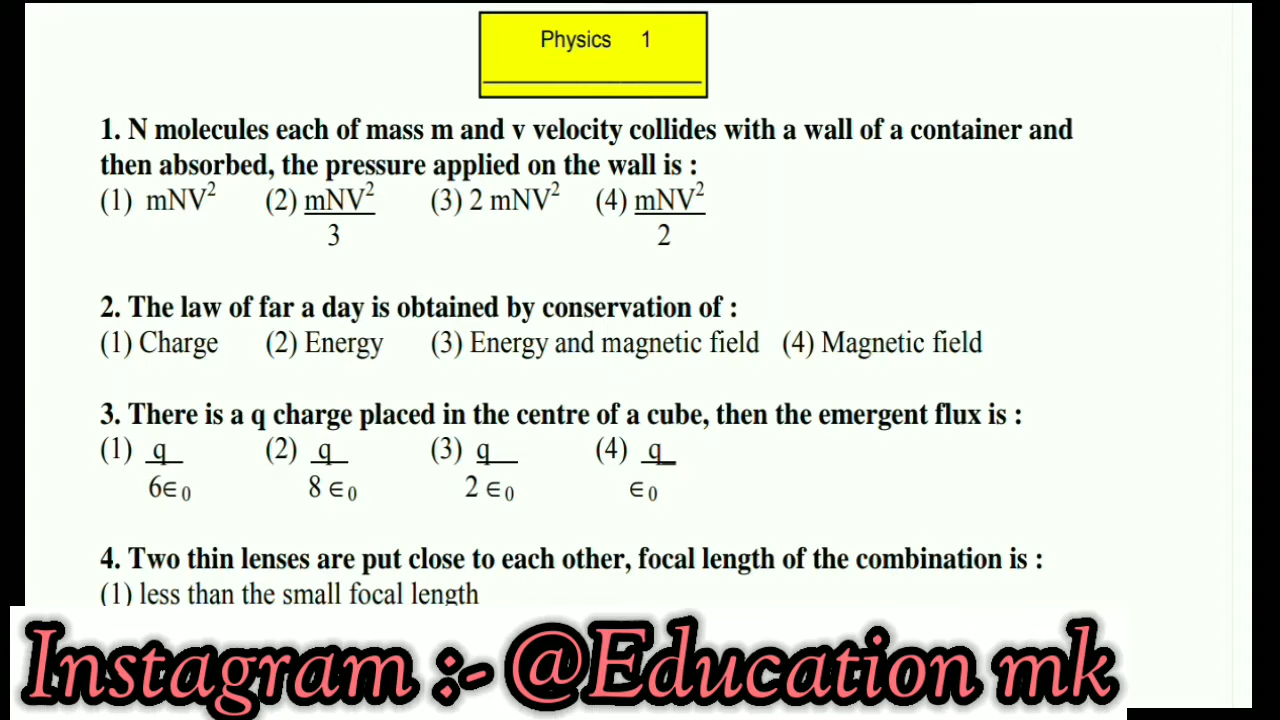 Physics 1
1. N molecules each of mass m and v velocity collides with a wall of a container and
then absorbed, the pressure applied on the wall is :
(1) mNV² (2) mNV² (3) 2 mNV² (4) mNV²
3 2
2. The law of far a day is obtained by conservation of :
(1) Charge (2) Energy (3) Energy and magnetic field (4) Magnetic field
3. There is a q charge placed in the centre of a cube, then the emergent flux is :
(1) q (2) q (3) q (4) q
6∈₀ 8 ∈₀ 2 ∈₀ ∈₀
4. Two thin lenses are put close to each other, focal length of the combination is :
(1) less than the small focal length
Instagram :- @Education mk